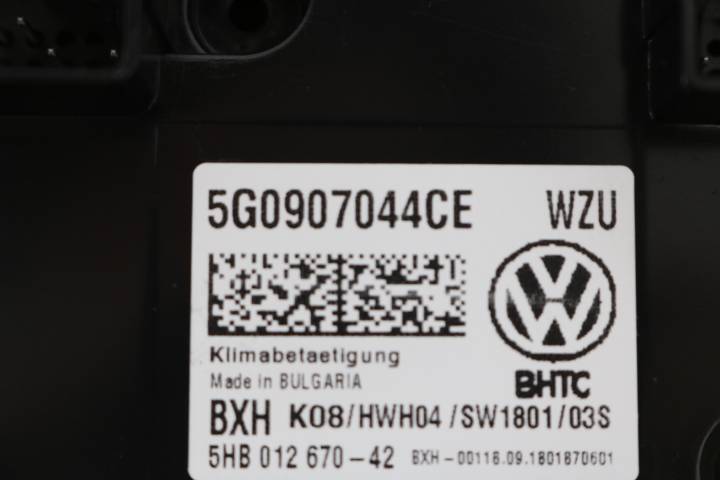 5G0907044CE WZU
Klimabetaetigung
Made in BULGARIA
BHTC
BXH K08/HWH04/SW1801/03S
5HB 012 670-42 BXH-00116.09.1801870601